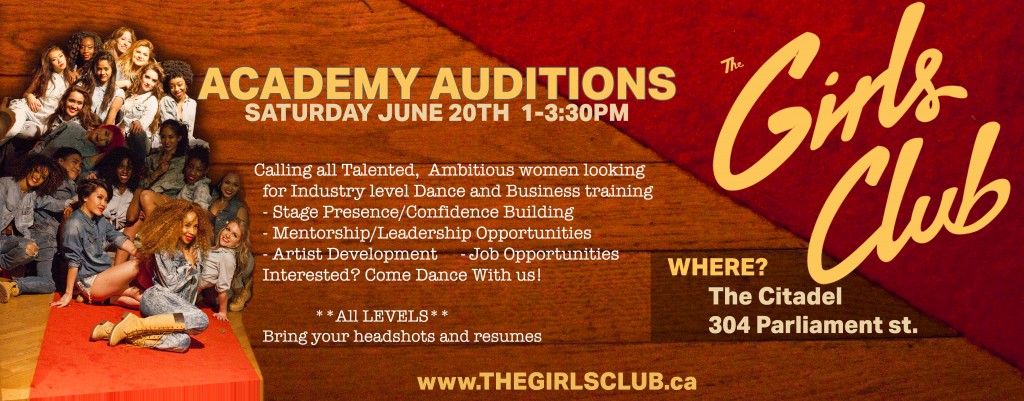 ACADEMY AUDITIONS
SATURDAY JUNE 20TH 1-3:30PM
The
Girls
Club
Calling all Talented, Ambitious women looking
for Industry level Dance and Business training
- Stage Presence/Confidence Building
- Mentorship/Leadership Opportunities
- Artist Development - Job Opportunities
Interested? Come Dance With us!
**All LEVELS**
Bring your headshots and resumes
WHERE?
The Citadel
304 Parliament st.
www.THEGIRLSCLUB.ca